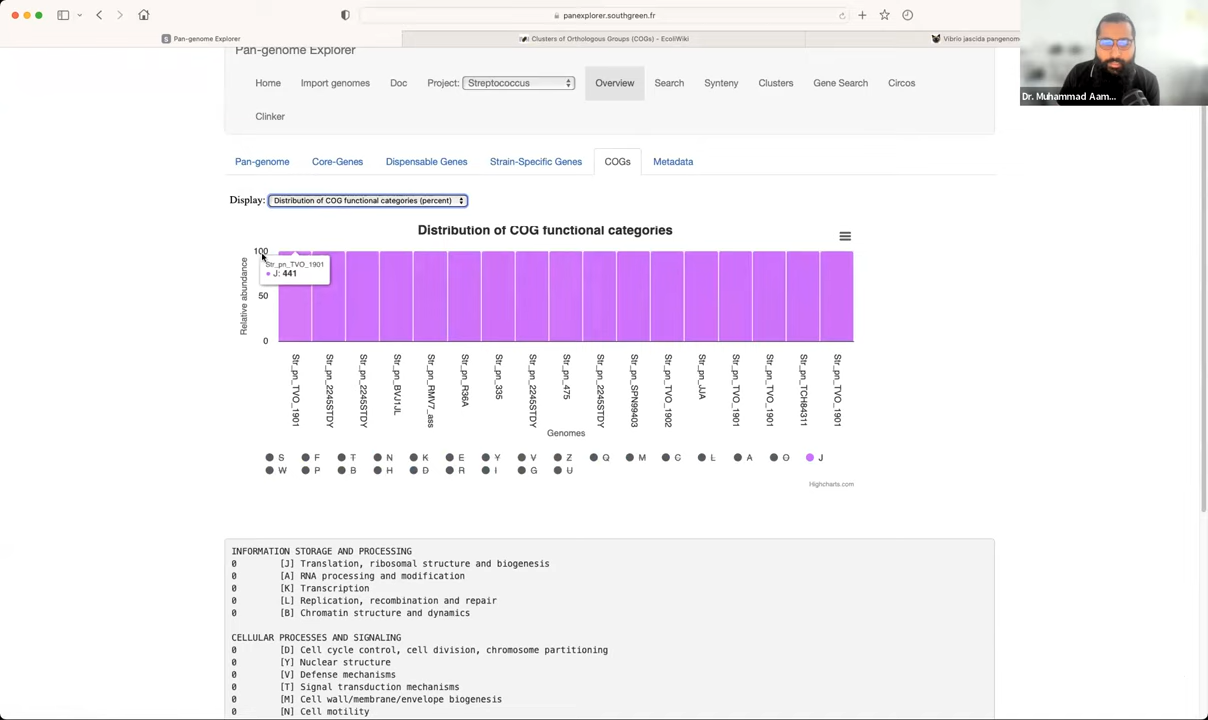 panexplorer.southgreen.fr
Pan-genome Explorer
Clusters of Orthologous Groups (COGs) – EcoliWiki
Vibrio jascida pangenom
Dr. Muhammad Aam...
Pan-genome Explorer
Home Import genomes Doc Project: Streptococcus Overview Search Synteny Clusters Gene Search Circos
Clinker
Pan-genome Core-Genes Dispensable Genes Strain-Specific Genes COGs Metadata
Display: Distribution of COG functional categories (percent)
Distribution of COG functional categories
Relative abundance
100
50
0
Str_pn_TVO_1901
J: 441
Str_pn_TVO_1901
Str_pn_2245STDY
Str_pn_2245STDY
Str_pn_BVJ1JL
Str_pn_RMV7_ass
Str_pn_R36A
Str_pn_335
Str_pn_2245STDY
Str_pn_475
Str_pn_2245STDY
Str_pn_SPN99403
Str_pn_TVO_1902
Str_pn_JJA
Str_pn_TVO_1901
Str_pn_TVO_1901
Str_pn_TCH84311
Str_pn_TVO_1901
Genomes
S F T N K E Y V Z Q M C L A O J
W P B H D R I G U
Highcharts.com
INFORMATION STORAGE AND PROCESSING
0 [J] Translation, ribosomal structure and biogenesis
0 [A] RNA processing and modification
0 [K] Transcription
0 [L] Replication, recombination and repair
0 [B] Chromatin structure and dynamics
CELLULAR PROCESSES AND SIGNALING
0 [D] Cell cycle control, cell division, chromosome partitioning
0 [Y] Nuclear structure
0 [V] Defense mechanisms
0 [T] Signal transduction mechanisms
0 [M] Cell wall/membrane/envelope biogenesis
0 [N] Cell motility